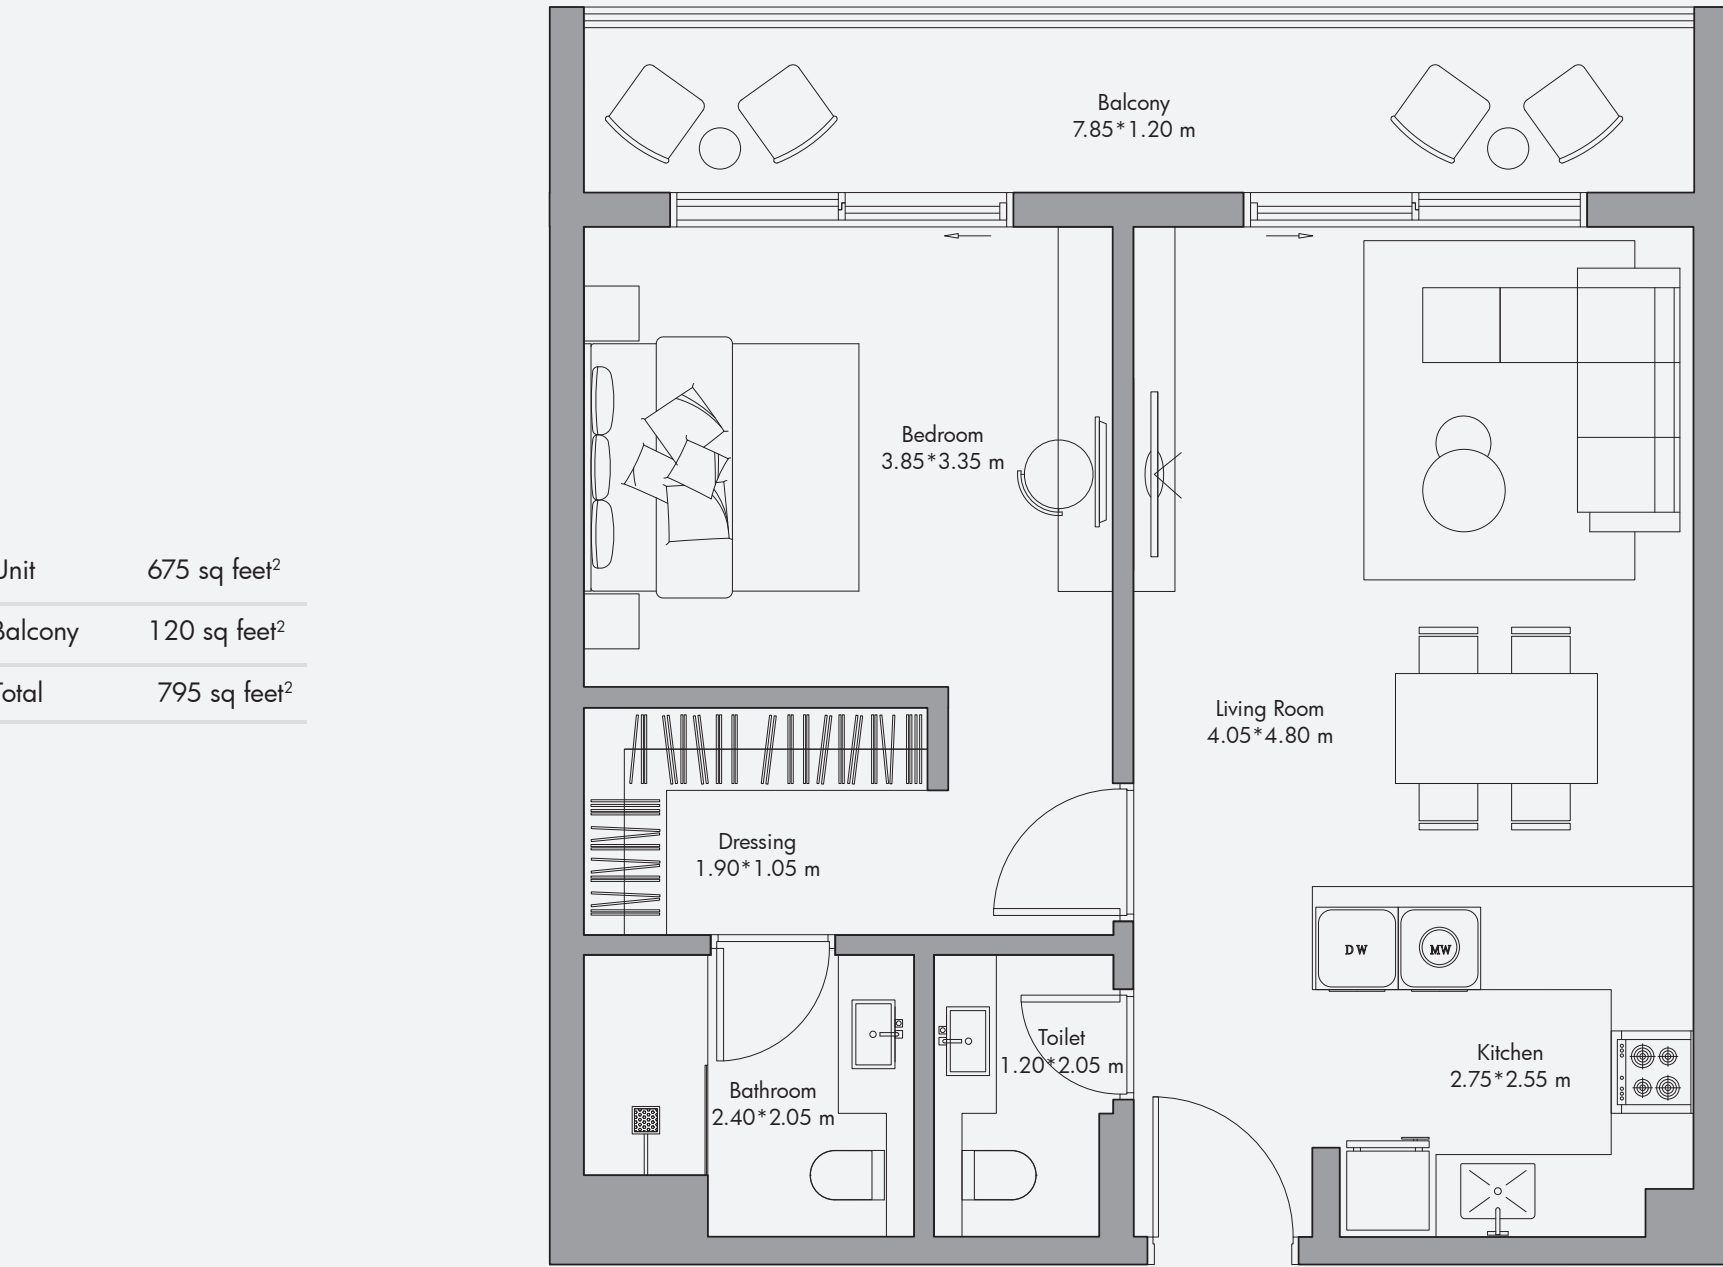 Balcony
7.85*1.20 m
Bedroom
3.85*3.35 m
Unit 675 sq feet²
Balcony 120 sq feet²
Total 795 sq feet²
Living Room
4.05*4.80 m
Dressing
1.90*1.05 m
DW MW
Toilet
1.20*2.05 m
Kitchen
2.75*2.55 m
Bathroom
2.40*2.05 m